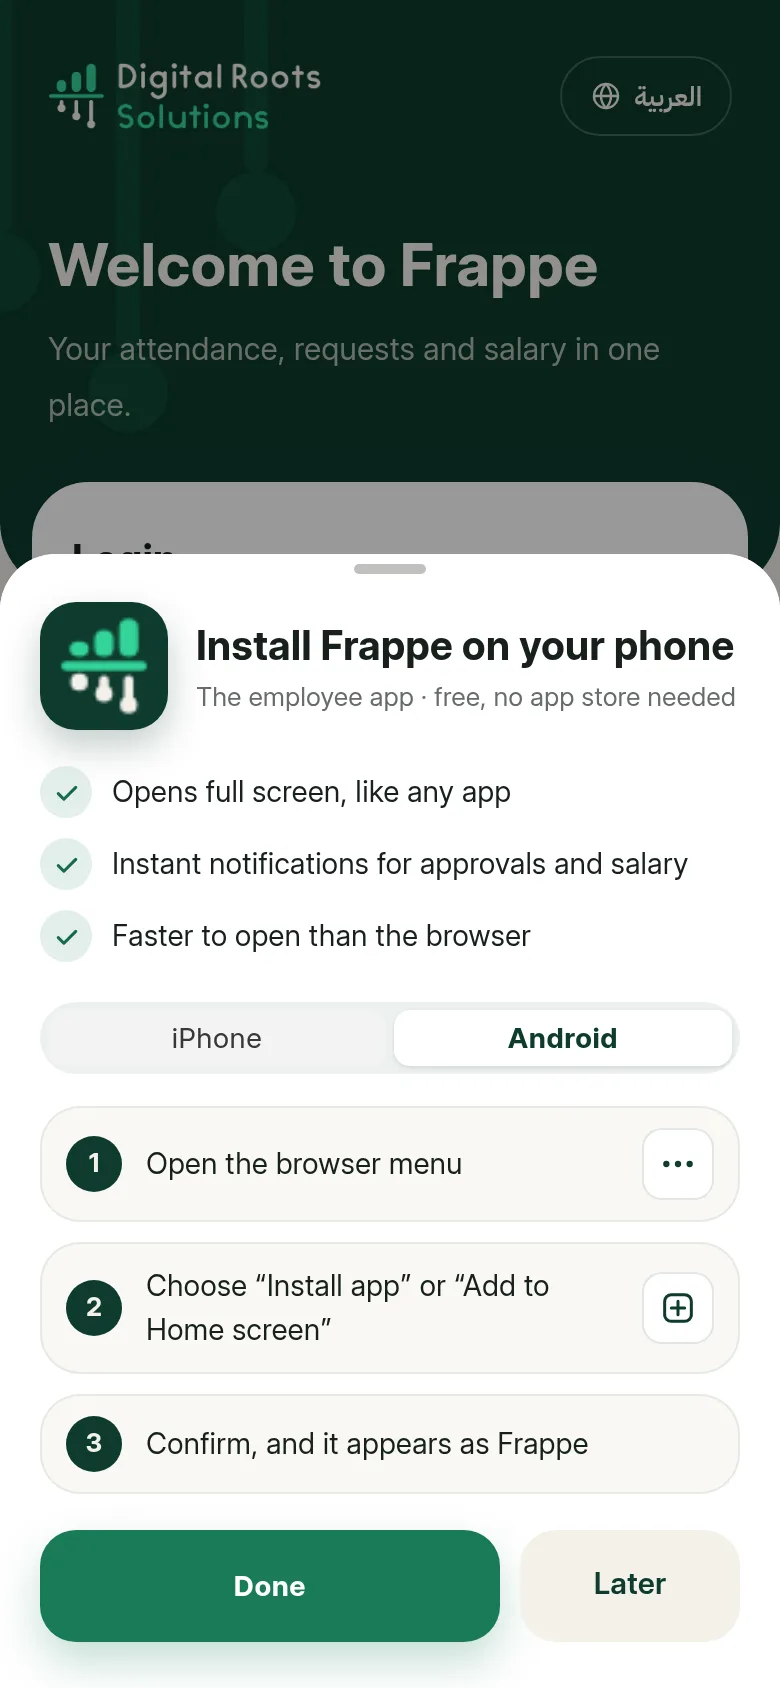 Digital Roots
Solutions
العربية
Welcome to Frappe
Your attendance, requests and salary in one
place.
Login
Install Frappe on your phone
The employee app · free, no app store needed
Opens full screen, like any app
Instant notifications for approvals and salary
Faster to open than the browser
iPhone
Android
1
Open the browser menu
2
Choose “Install app” or “Add to
Home screen”
3
Confirm, and it appears as Frappe
Done
Later